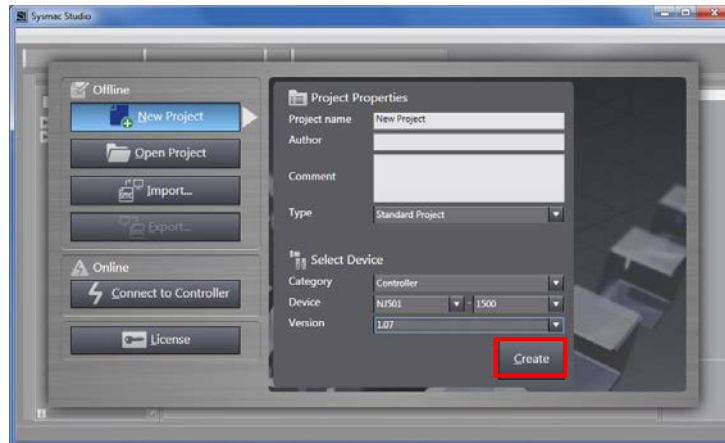 Sysmac Studio
Offline
New Project
Open Project
Import...
Export...
Online
Connect to Controller
License
Project Properties
Project name New Project
Author
Comment
Type Standard Project
Select Device
Category Controller
Device NJ501 - 1500
Version 1.07
Create